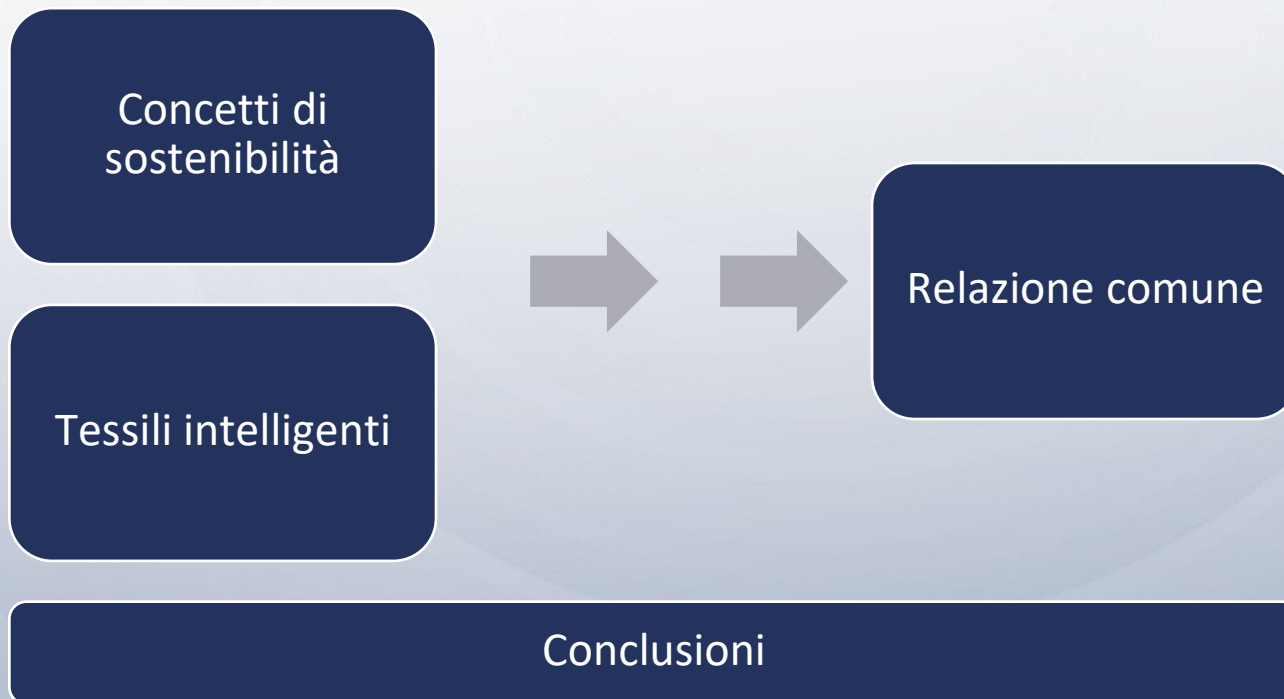 Concetti di
sostenibilità
Tessili intelligenti
Relazione comune
Conclusioni